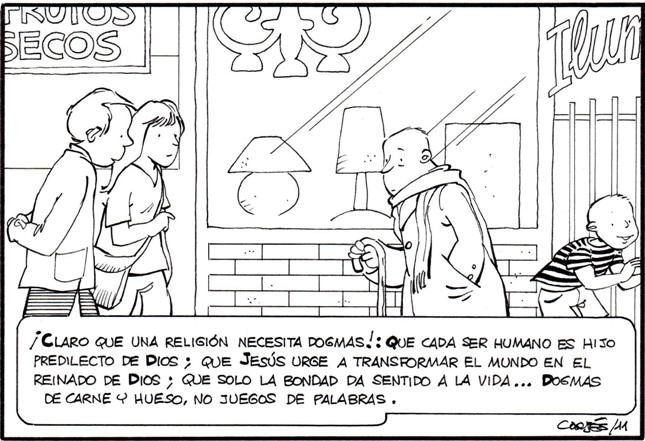 FRUTOS
SECOS
Ilum
¡CLARO QUE UNA RELIGIÓN NECESITA DOGMAS!: QUE CADA SER HUMANO ES HIJO
PREDILECTO DE DIOS; QUE JESÚS URGE A TRANSFORMAR EL MUNDO EN EL
REINADO DE DIOS; QUE SOLO LA BONDAD DA SENTIDO A LA VIDA... DOGMAS
DE CARNE Y HUESO, NO JUEGOS DE PALABRAS.
CORTÉS/11